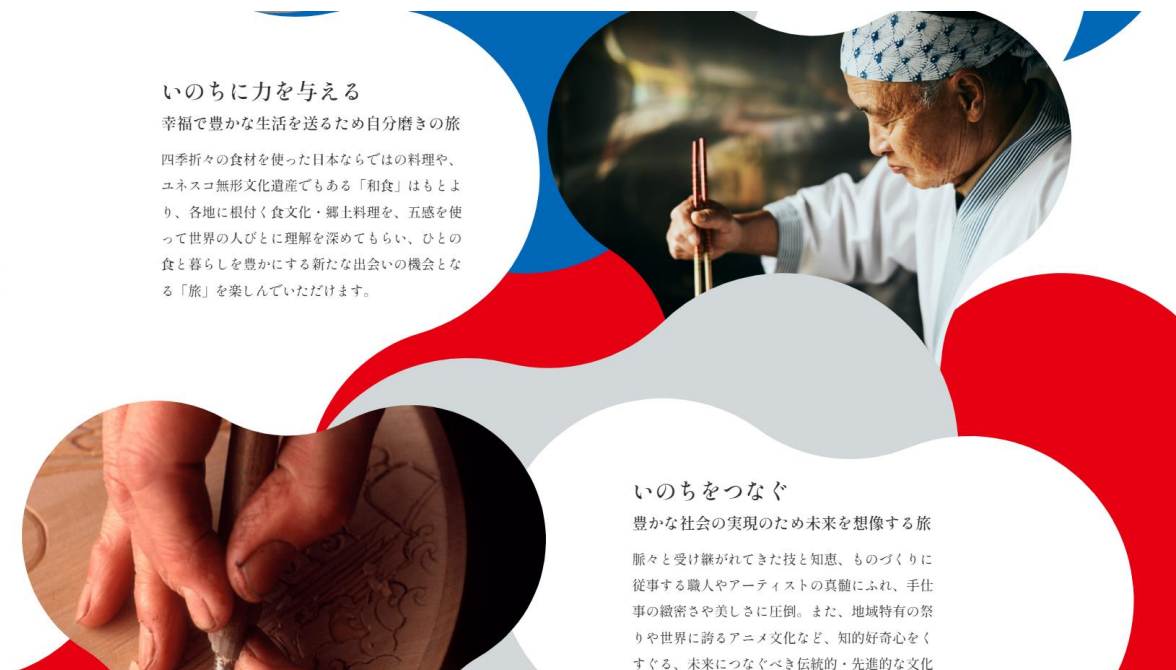 いのちに力を与える
幸福で豊かな生活を送るため自分磨きの旅
四季折々の食材を使った日本ならではの料理や、
ユネスコ無形文化遺産でもある「和食」はもとよ
り、各地に根付く食文化・郷土料理を、五感を使
って世界の人びとに理解を深めてもらい、ひとの
食と暮らしを豊かにする新たな出会いの機会とな
る「旅」を楽しんでいただけます。
いのちをつなぐ
豊かな社会の実現のため未来を想像する旅
脈々と受け継がれてきた技と知恵、ものづくりに
従事する職人やアーティストの真髄にふれ、手仕
事の緻密さや美しさに圧倒。また、地域特有の祭
りや世界に誇るアニメ文化など、知的好奇心をく
すぐる、未来につなぐべき伝統的・先進的な文化